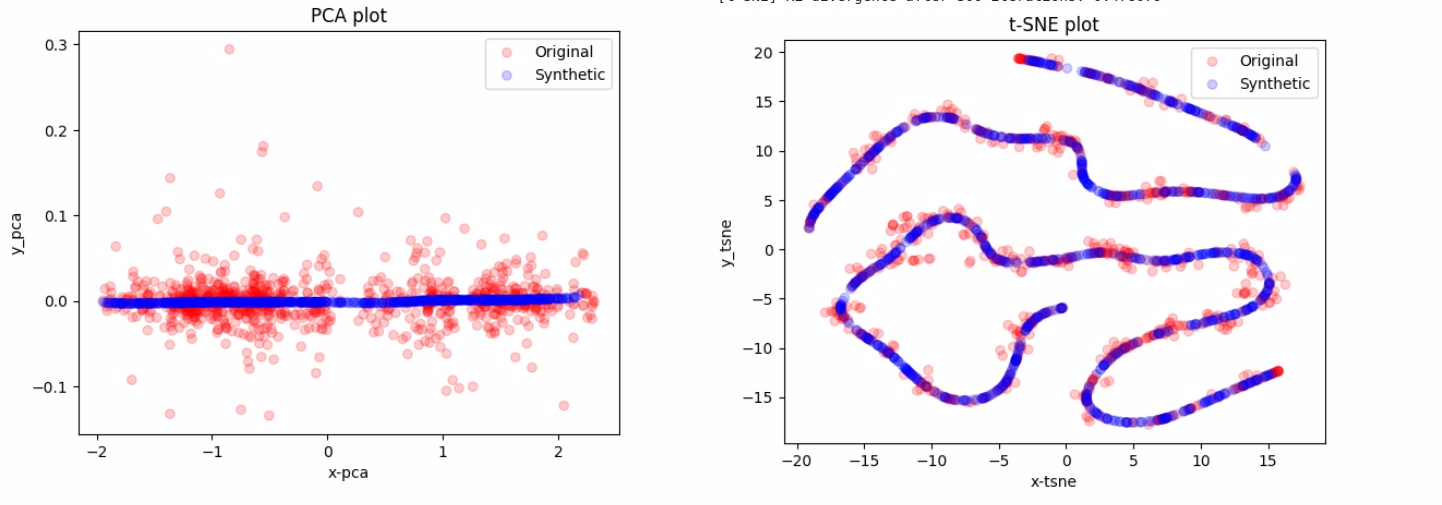 PCA plot
0.3
0.2
0.1
0.0
−0.1
−2
−1
0
1
2
x-pca
y_pca
Original
Synthetic
t-SNE plot
20
15
10
5
0
−5
−10
−15
−20
−15
−10
−5
0
5
10
15
x-tsne
y_tsne
Original
Synthetic